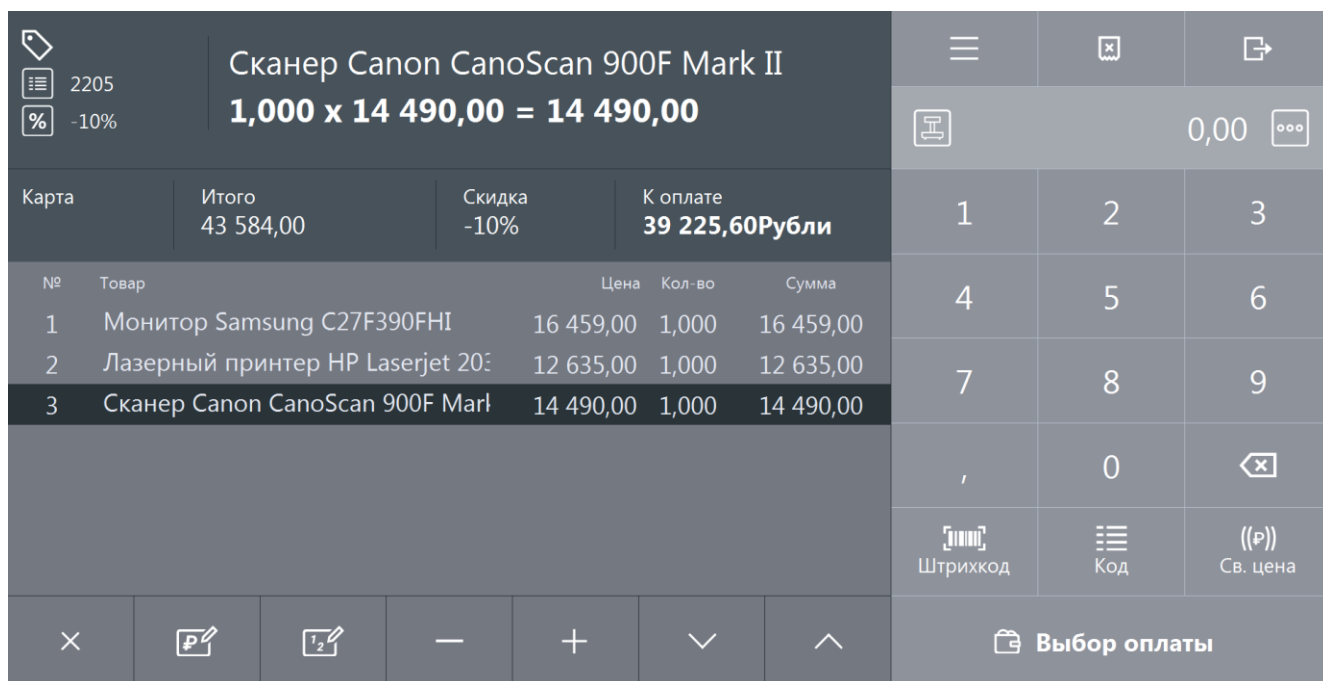 Сканер Canon CanoScan 900F Mark II
2205
1,000 x 14 490,00 = 14 490,00
% -10%
0,00
Карта Итого Скидка К оплате
43 584,00 -10% 39 225,60Рубли
№ Товар Цена Кол-во Сумма
1 Монитор Samsung C27F390FHI 16 459,00 1,000 16 459,00
2 Лазерный принтер HP Laserjet 203 12 635,00 1,000 12 635,00
3 Сканер Canon CanoScan 900F Mark 14 490,00 1,000 14 490,00
1 2 3
4 5 6
7 8 9
, 0
Штрихкод Код Св. цена
Выбор оплаты